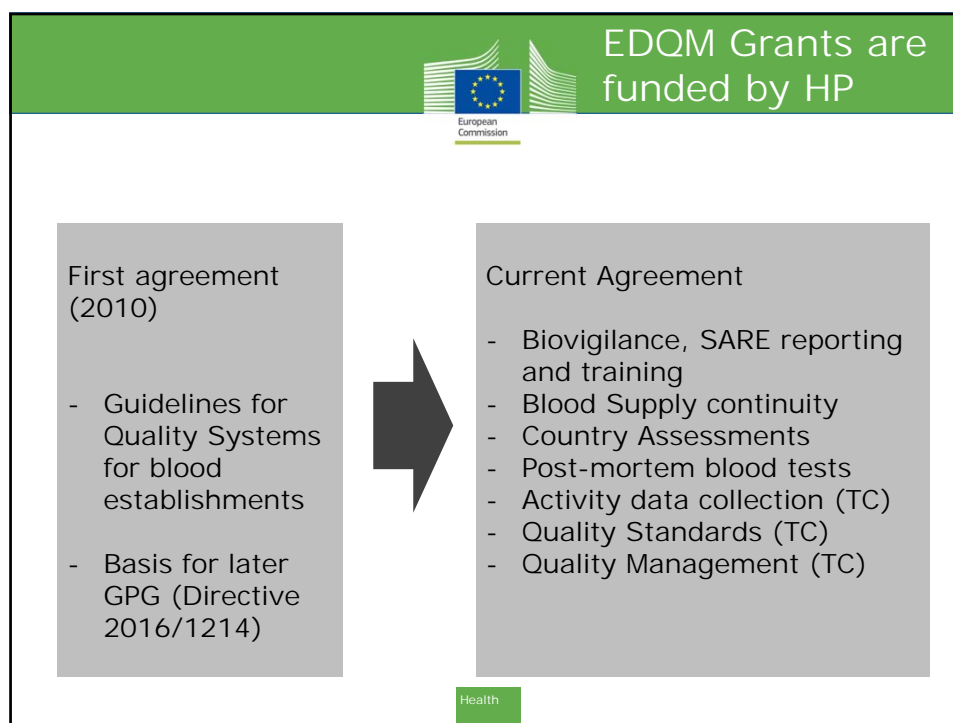 EDQM Grants are
funded by HP
European
Commission
First agreement
(2010)
- Guidelines for
Quality Systems
for blood
establishments
- Basis for later
GPG (Directive
2016/1214)
Current Agreement
- Biovigilance, SARE reporting
and training
- Blood Supply continuity
- Country Assessments
- Post-mortem blood tests
- Activity data collection (TC)
- Quality Standards (TC)
- Quality Management (TC)
Health